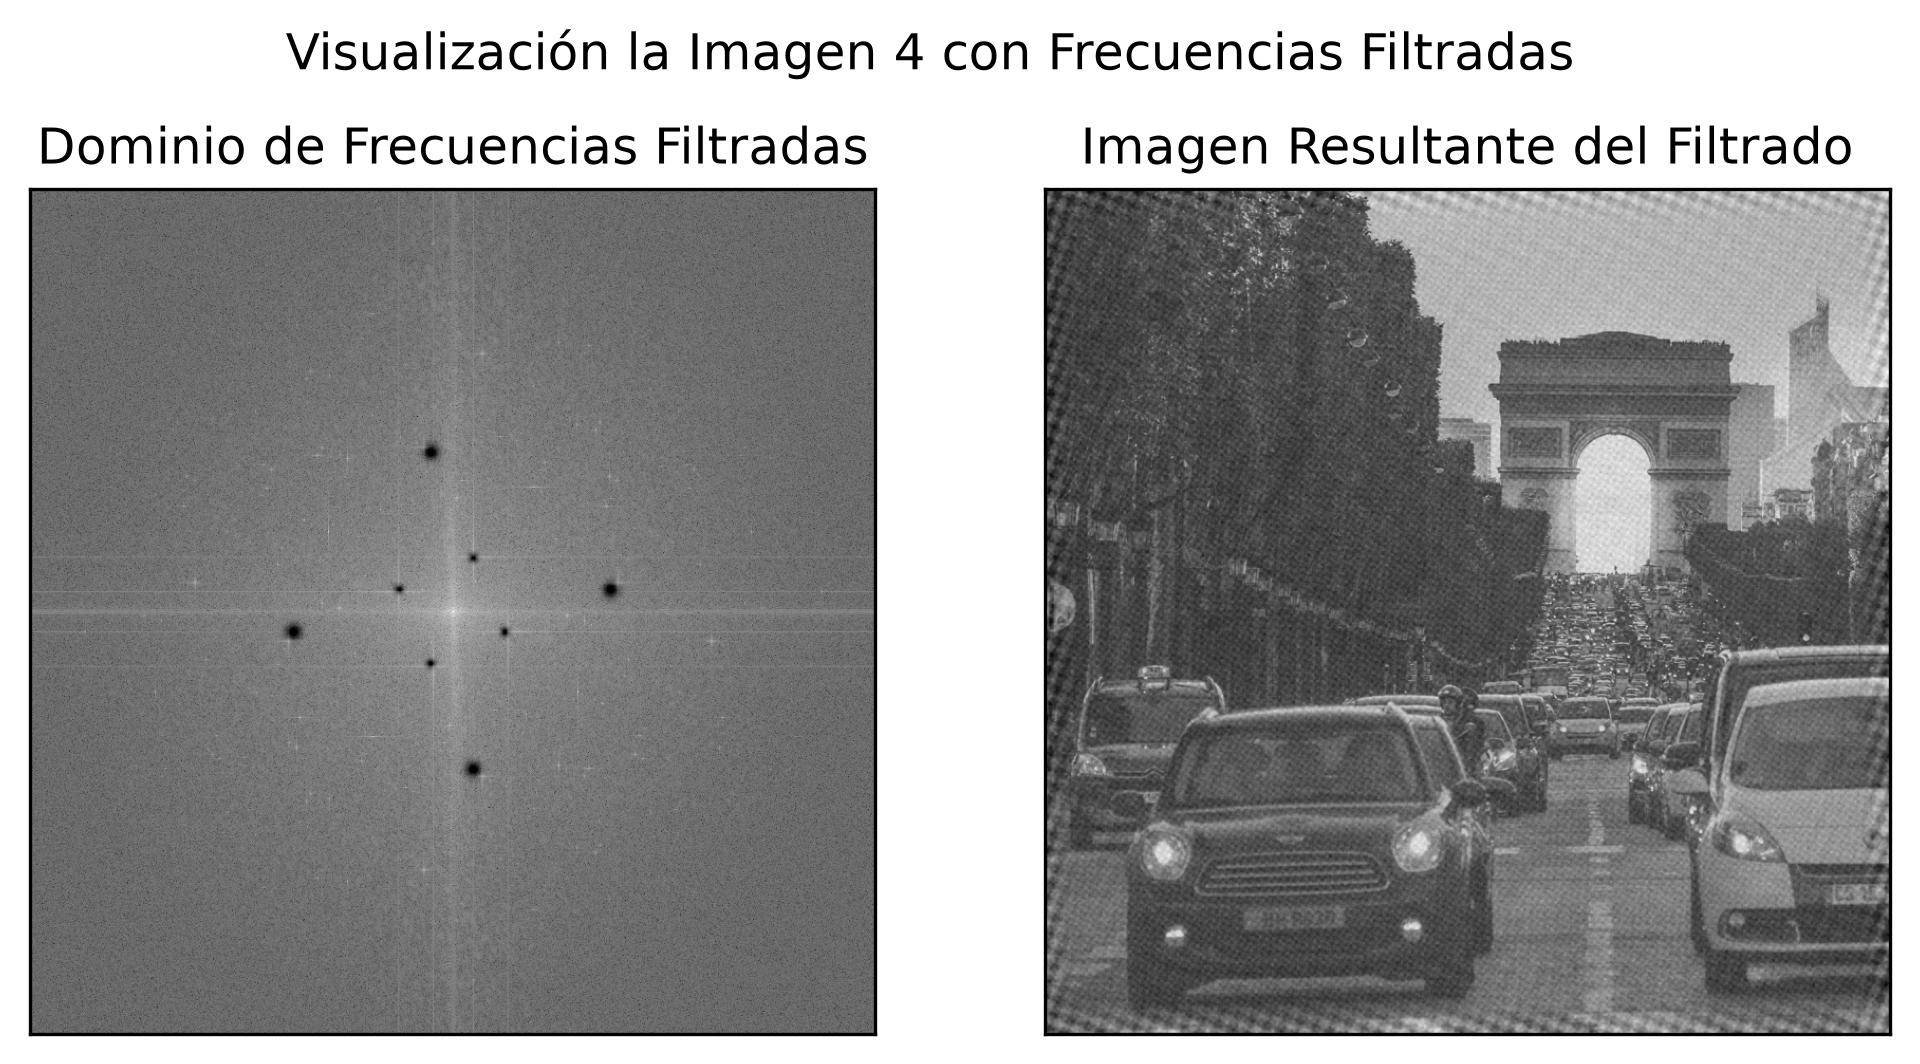 Visualización la Imagen 4 con Frecuencias Filtradas
Dominio de Frecuencias Filtradas
Imagen Resultante del Filtrado